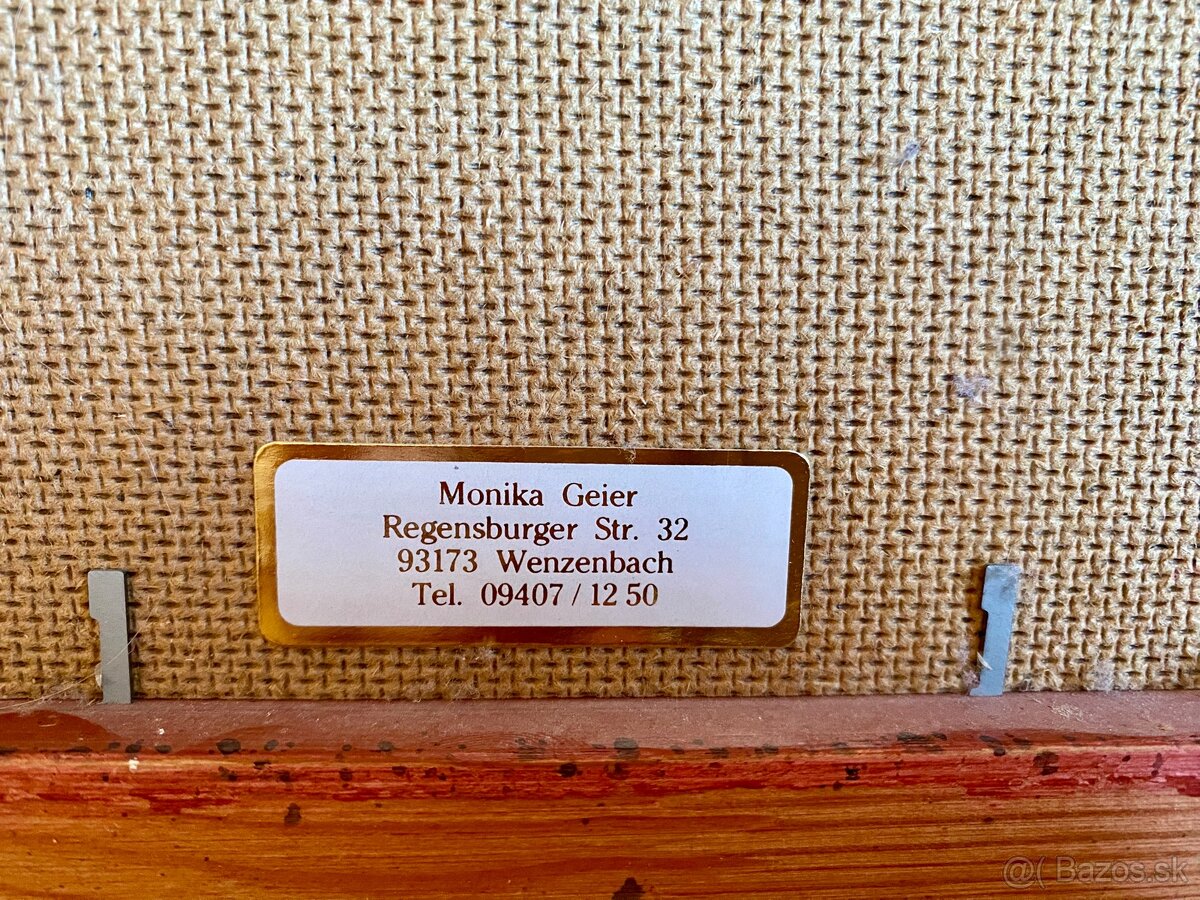 Monika Geier
Regensburger Str. 32
93173 Wenzenbach
Tel. 09407 / 12 50
@( Bazos.sk